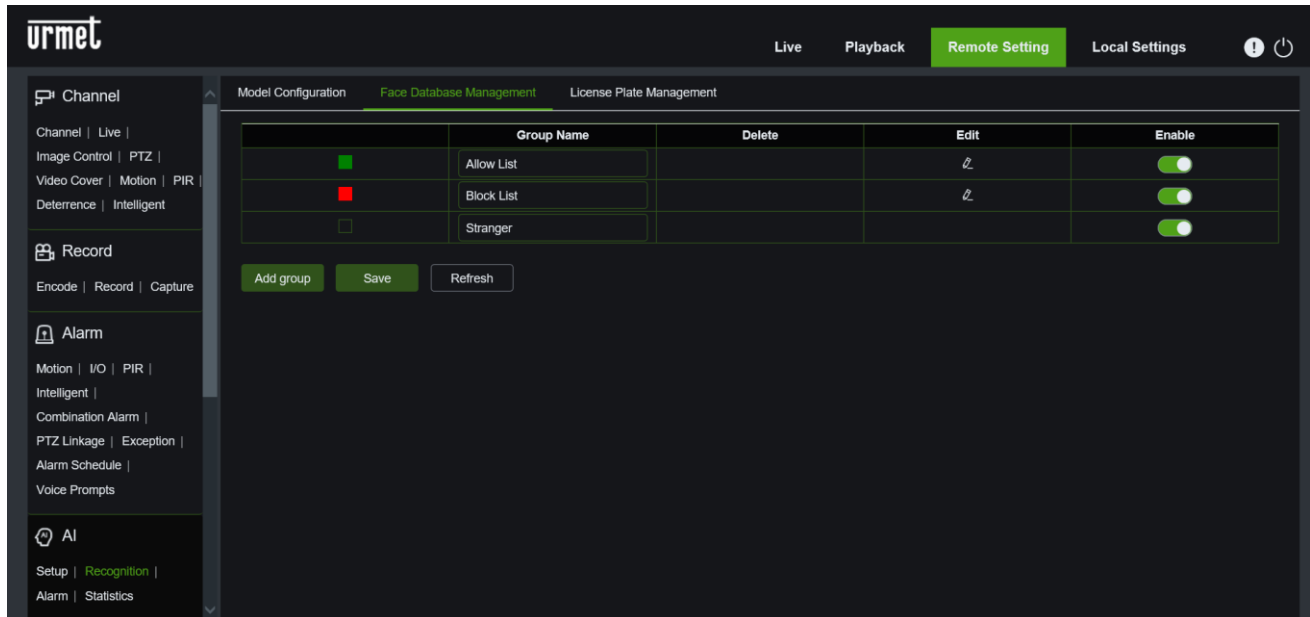 urmet
Live Playback Remote Setting Local Settings
Channel
Channel | Live |
Image Control | PTZ |
Video Cover | Motion | PIR |
Deterrence | Intelligent
Record
Encode | Record | Capture
Alarm
Motion | I/O | PIR |
Intelligent |
Combination Alarm |
PTZ Linkage | Exception |
Alarm Schedule |
Voice Prompts
AI
Setup | Recognition |
Alarm | Statistics
Model Configuration Face Database Management License Plate Management
Group Name Delete Edit Enable
Allow List
Block List
Stranger
Add group Save Refresh